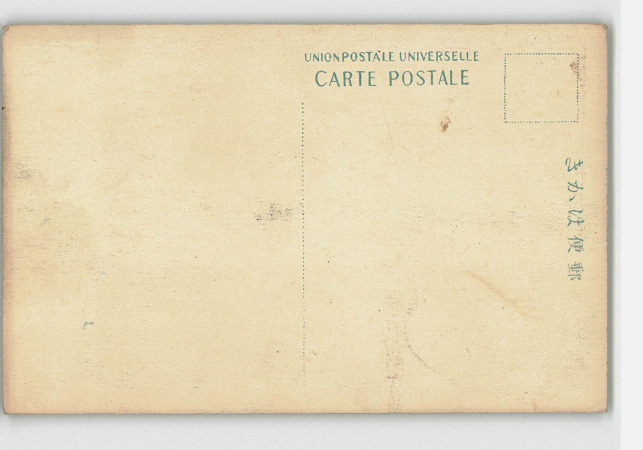 UNION POSTALE UNIVERSELLE
CARTE POSTALE
きかは便郵